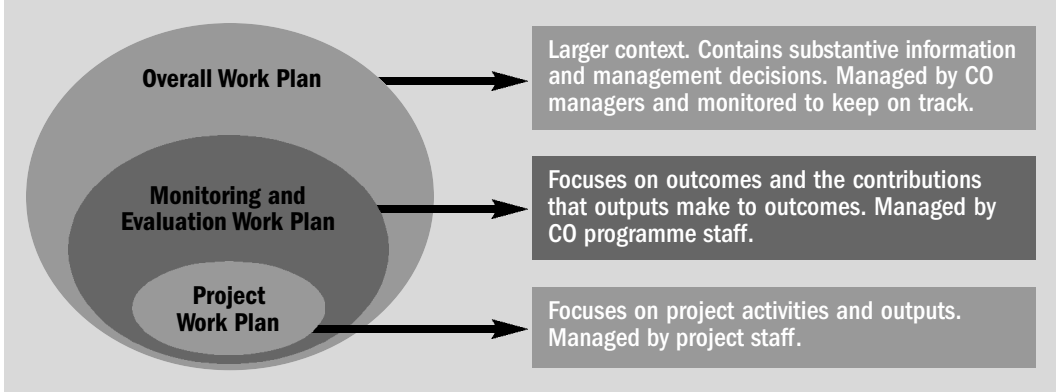 Overall Work Plan
Larger context. Contains substantive information
and management decisions. Managed by CO
managers and monitored to keep on track.
Monitoring and
Evaluation Work Plan
Focuses on outcomes and the contributions
that outputs make to outcomes. Managed by
CO programme staff.
Project
Work Plan
Focuses on project activities and outputs.
Managed by project staff.